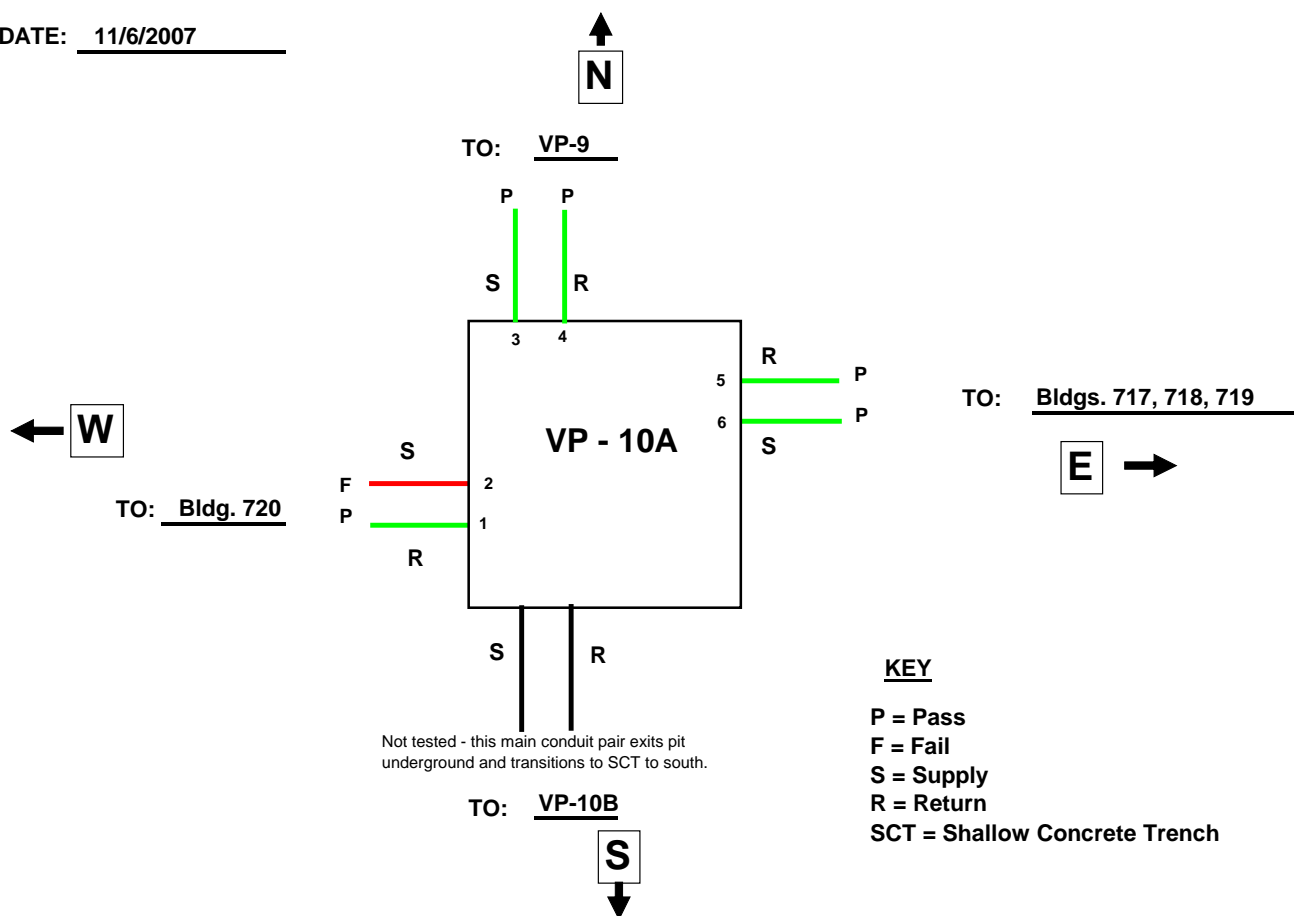 DATE: 11/6/2007
N
TO: VP-9
P P
S R
3 4
R
5 P
TO: Bldgs. 717, 718, 719
6 P
S
W
VP - 10A
E
S
F 2
TO: Bldg. 720
P 1
R
S R
Not tested - this main conduit pair exits pit
underground and transitions to SCT to south.
TO: VP-10B
S
KEY
P = Pass
F = Fail
S = Supply
R = Return
SCT = Shallow Concrete Trench